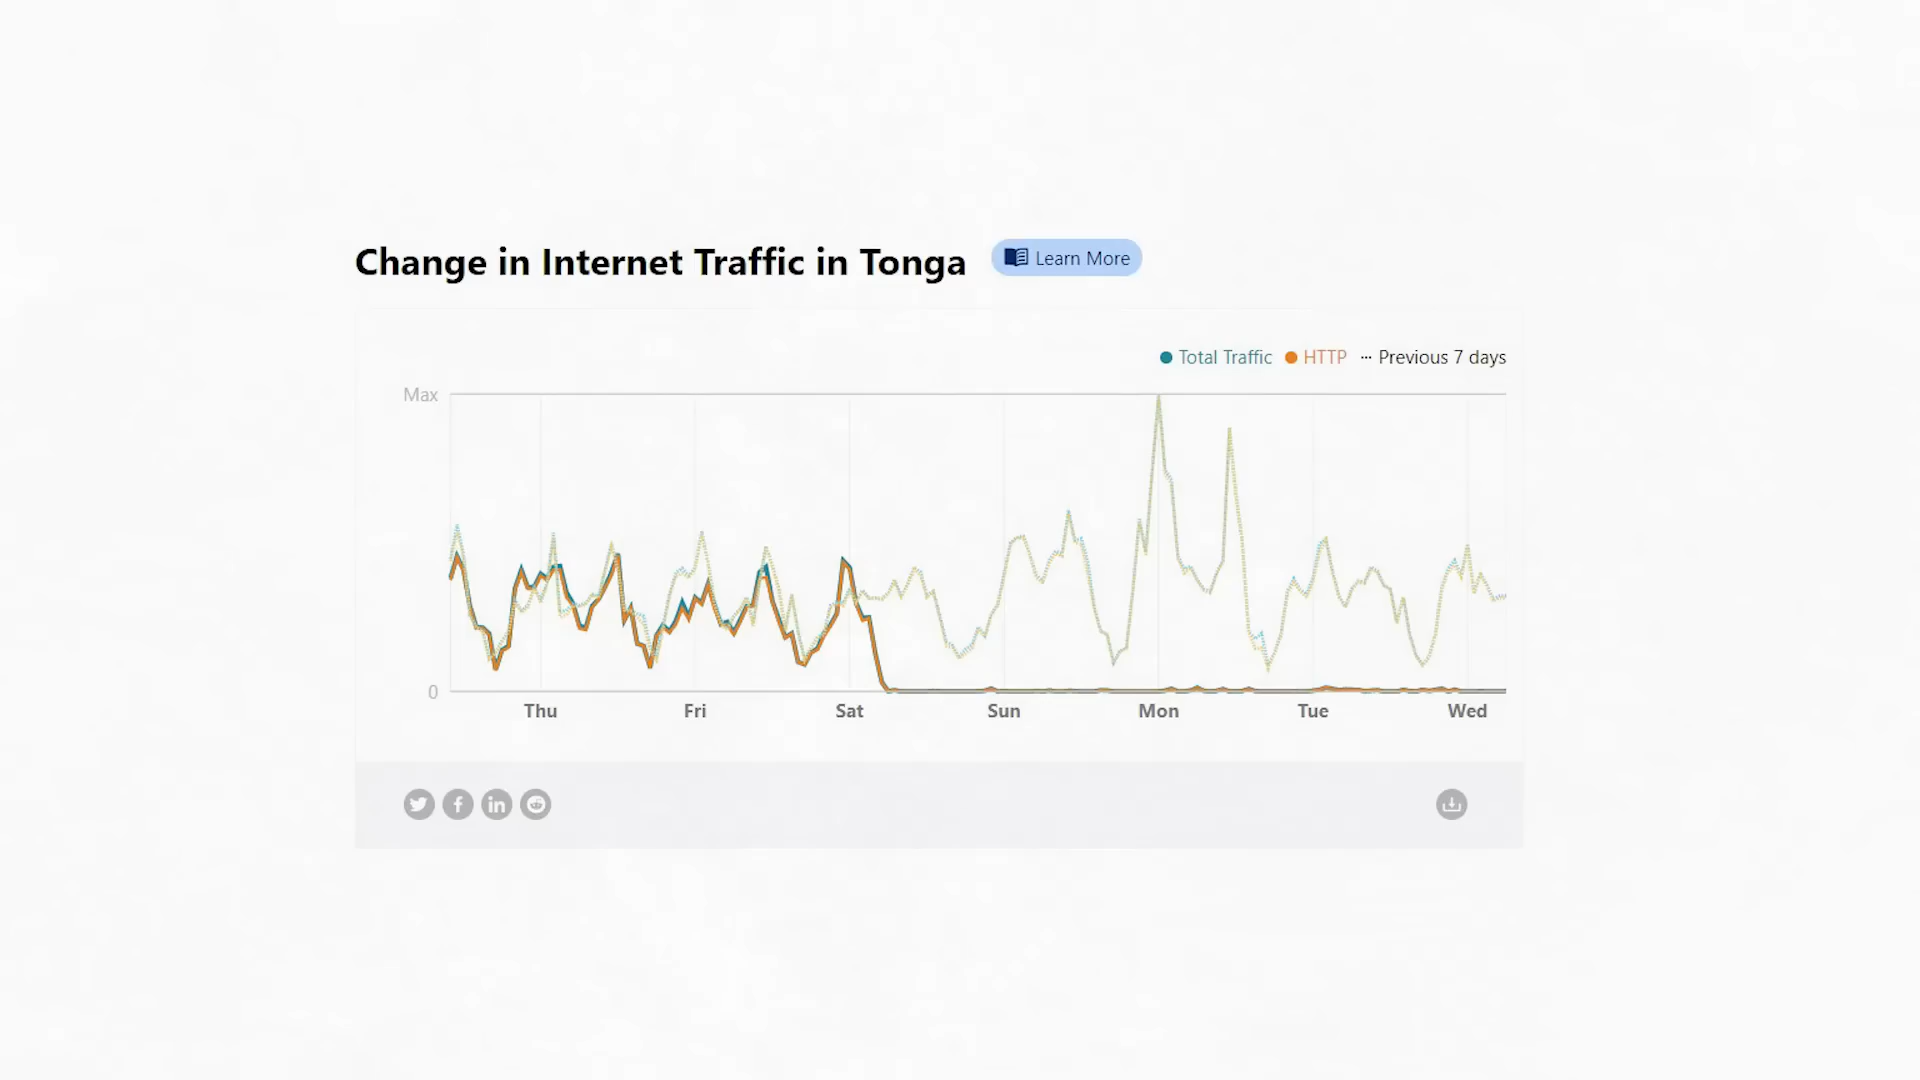 Change in Internet Traffic in Tonga
Learn More
Total Traffic HTTP Previous 7 days
Max
0
Thu Fri Sat Sun Mon Tue Wed